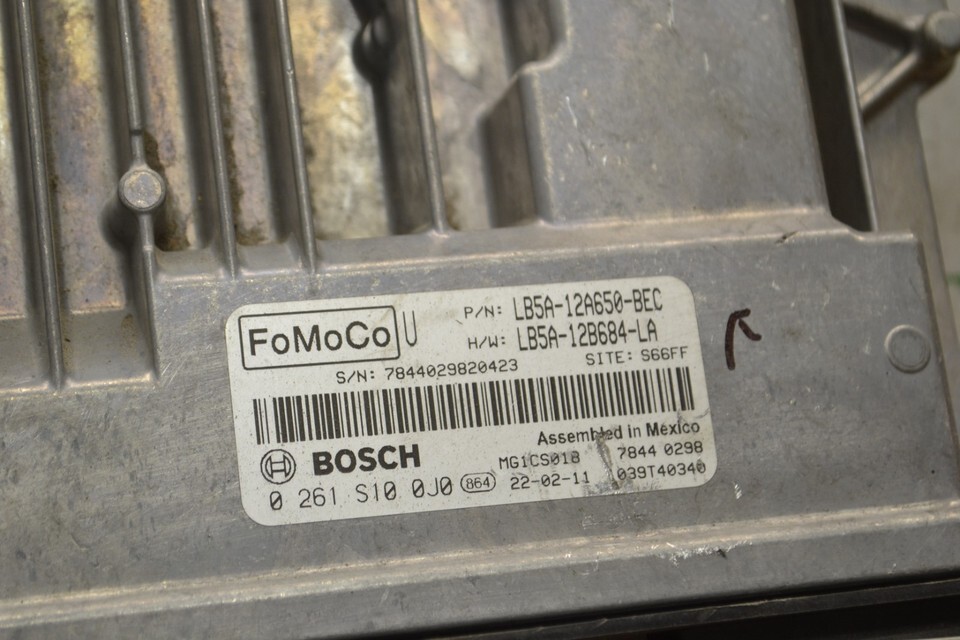 FoMoCo U
P/N: LB5A-12A650-BEC
H/W: LB5A-12B684-LA
S/N: 7844029820423
SITE: S66FF
Assembled in Mexico
BOSCH
MG1CS018 7844 0298
0 261 S10 0J0 864 22-02-11 039T40340